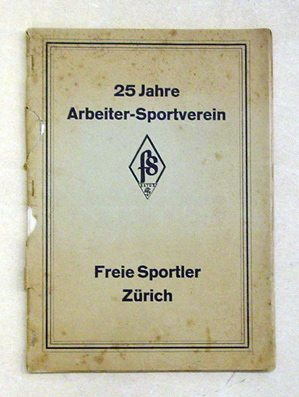 25 Jahre
Arbeiter-Sportverein
fs
Freie Sportler
Zürich